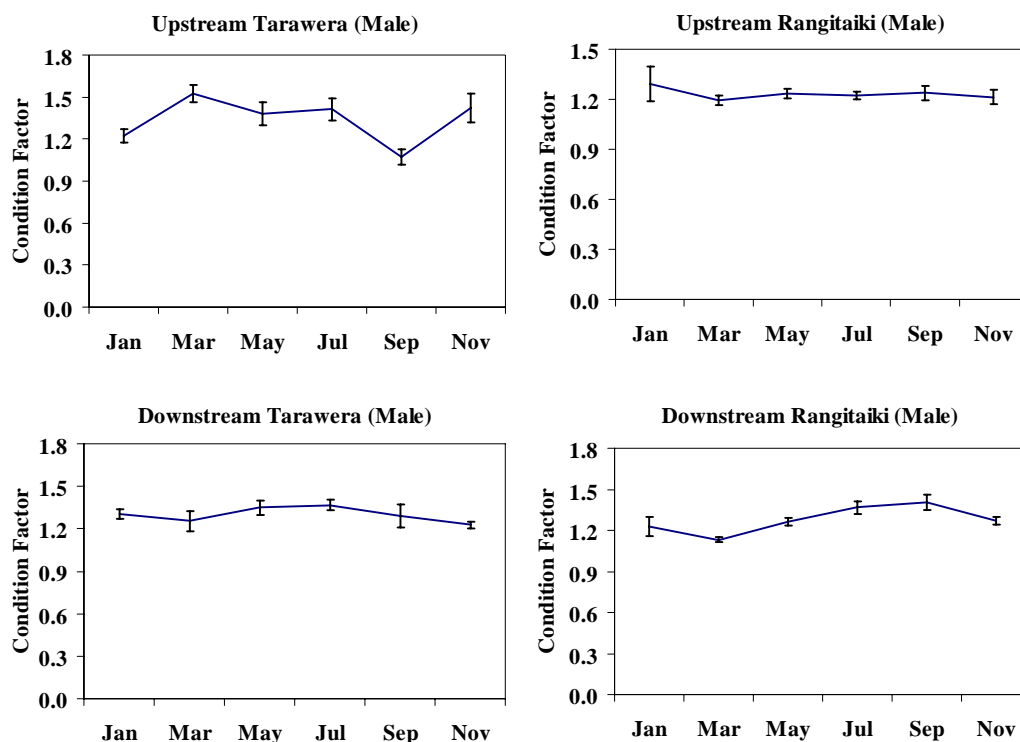 Upstream Tarawera (Male)
1.8
1.5
1.2
0.9
0.6
0.3
0.0
Condition Factor
Jan Mar May Jul Sep Nov
Upstream Rangitaiki (Male)
1.5
1.2
0.9
0.6
0.3
0.0
Condition Factor
Jan Mar May Jul Sep Nov
Downstream Tarawera (Male)
1.8
1.5
1.2
0.9
0.6
0.3
0.0
Condition Factor
Jan Mar May Jul Sep Nov
Downstream Rangitaiki (Male)
1.8
1.5
1.2
0.9
0.6
0.3
0.0
Condition Factor
Jan Mar May Jul Sep Nov